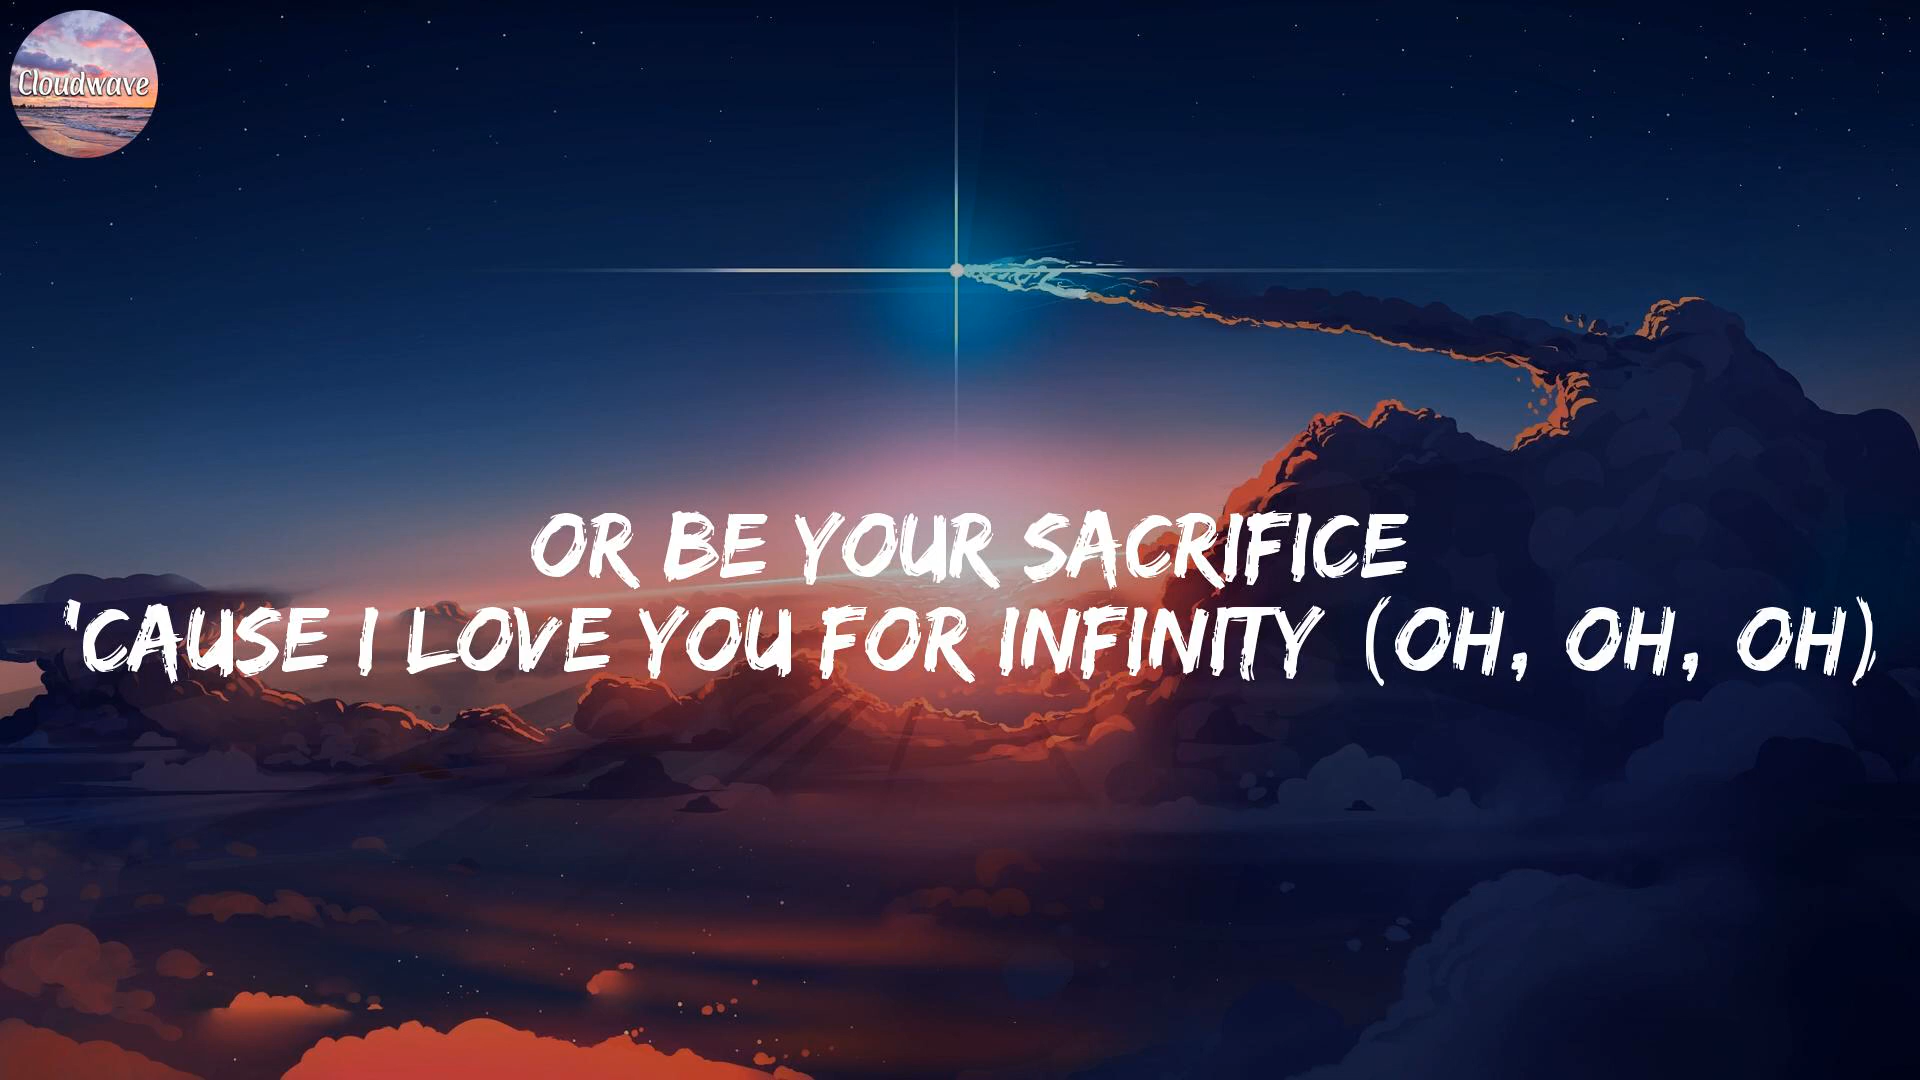 Cloudwave
OR BE YOUR SACRIFICE
'CAUSE I LOVE YOU FOR INFINITY (OH, OH, OH)